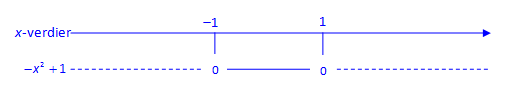 −1 1
x-verdier
−x² +1 0 0